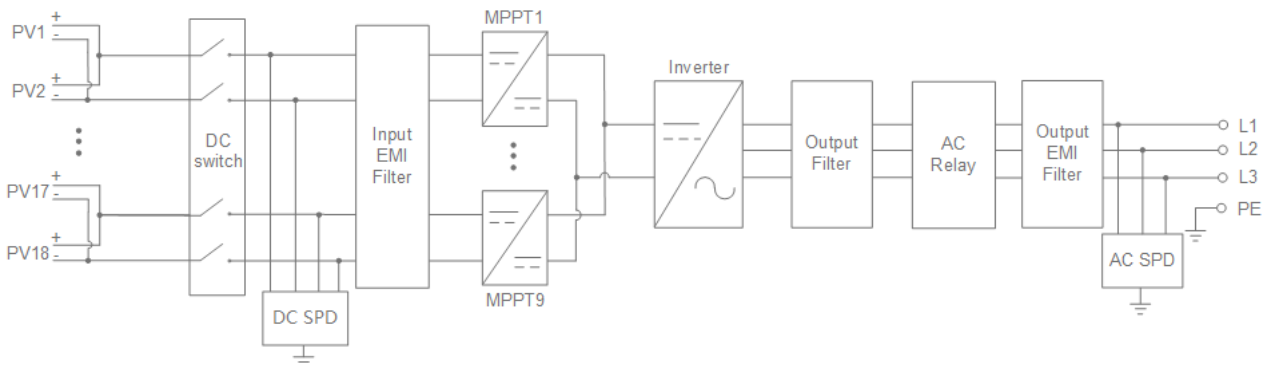 PV1
+
-
PV2
+
-
PV17
+
-
PV18
+
-
DC
switch
DC SPD
Input
EMI
Filter
MPPT1
MPPT9
Inverter
Output
Filter
AC
Relay
Output
EMI
Filter
L1
L2
L3
PE
AC SPD